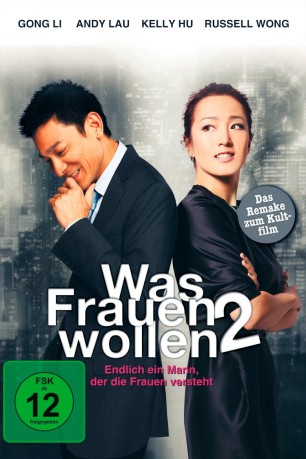 GONG LI ANDY LAU KELLY HU RUSSELL WONG
Das
Remake
zum Kult-
film
Was
Frauen 2
wollen
Endlich ein Mann,
der die Frauen versteht
FSK
ab
12
freigegeben